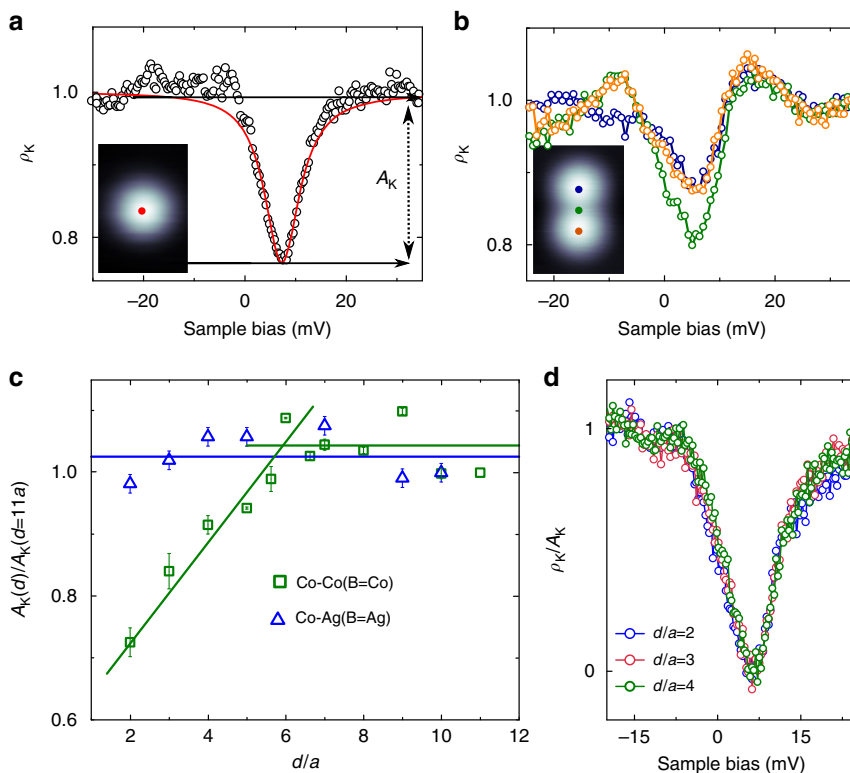 a
1.0
0.8
ρK
AK
−20
0
20
Sample bias (mV)
b
1.0
0.8
ρK
−20
0
20
Sample bias (mV)
c
1.0
0.8
0.6
AK(d)/AK(d=11a)
Co-Co(B=Co)
Co-Ag(B=Ag)
2
4
6
8
10
12
d/a
d
1
0
ρK/AK
d/a=2
d/a=3
d/a=4
−15
0
15
Sample bias (mV)